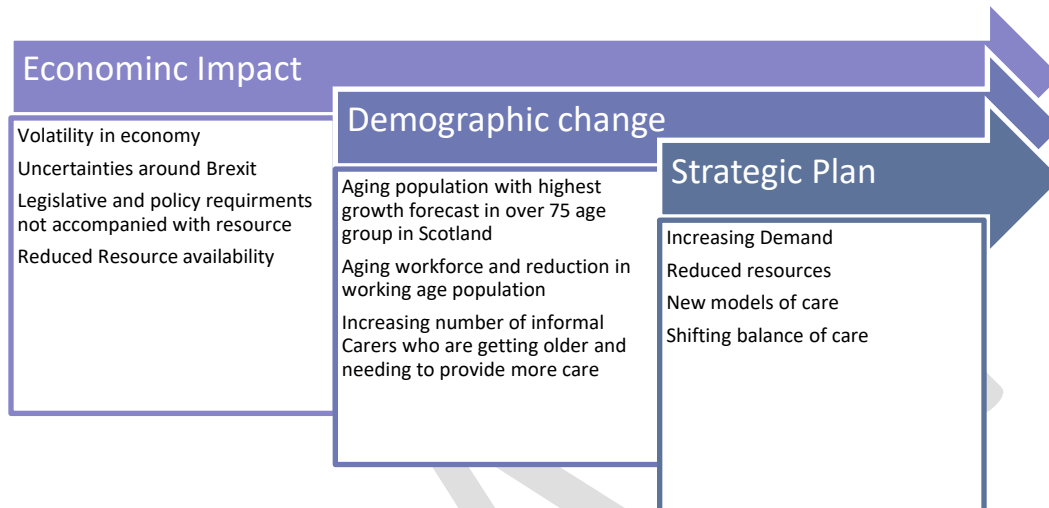 Econominc Impact
Volatility in economy
Uncertainties around Brexit
Legislative and policy requirments
not accompanied with resource
Reduced Resource availability
Demographic change
Aging population with highest
growth forecast in over 75 age
group in Scotland
Aging workforce and reduction in
working age population
Increasing number of informal
Carers who are getting older and
needing to provide more care
Strategic Plan
Increasing Demand
Reduced resources
New models of care
Shifting balance of care